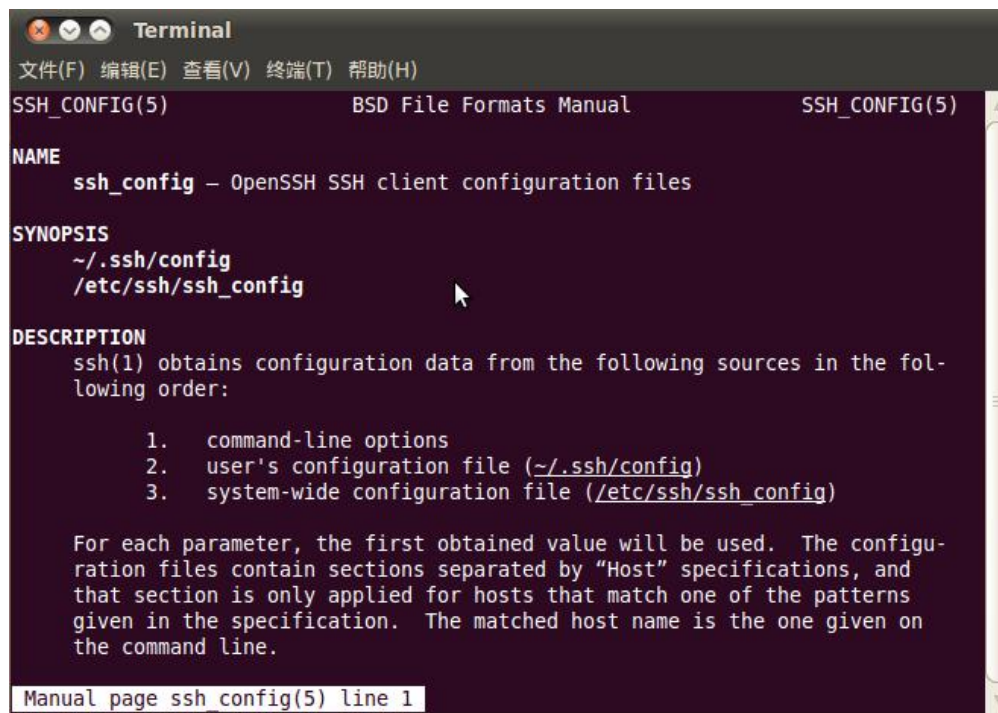 Terminal
文件(F) 编辑(E) 查看(V) 终端(T) 帮助(H)
SSH_CONFIG(5) BSD File Formats Manual SSH_CONFIG(5)
NAME
ssh_config — OpenSSH SSH client configuration files
SYNOPSIS
~/.ssh/config
/etc/ssh/ssh_config
DESCRIPTION
ssh(1) obtains configuration data from the following sources in the fol-
lowing order:
1. command-line options
2. user's configuration file (~/.ssh/config)
3. system-wide configuration file (/etc/ssh/ssh_config)
For each parameter, the first obtained value will be used. The configu-
ration files contain sections separated by “Host” specifications, and
that section is only applied for hosts that match one of the patterns
given in the specification. The matched host name is the one given on
the command line.
Manual page ssh_config(5) line 1